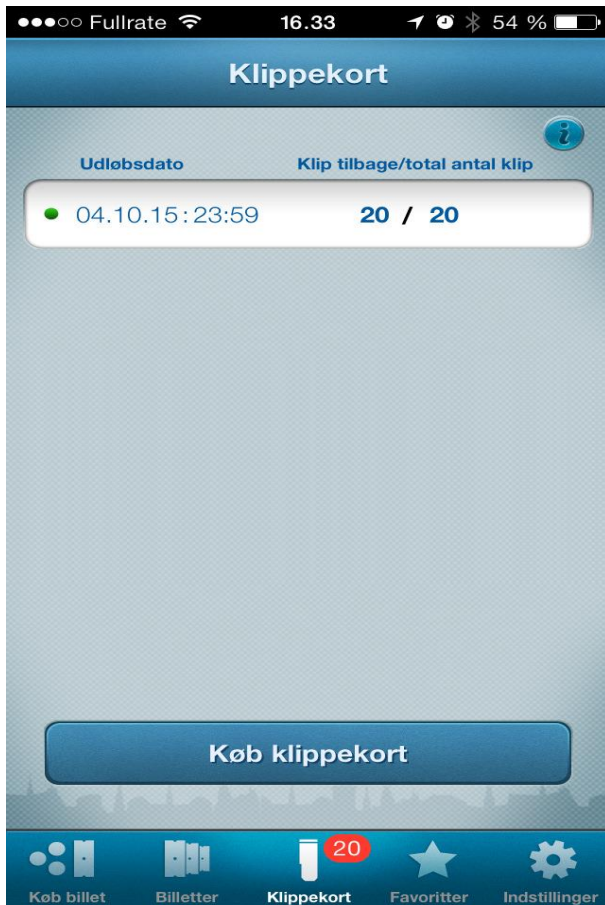 Fullrate 16.33 54 %
Klippekort
i
Udløbsdato Klip tilbage/total antal klip
04.10.15:23:59 20 / 20
Køb klippekort
20
Køb billet Billetter Klippekort Favoritter Indstillinger